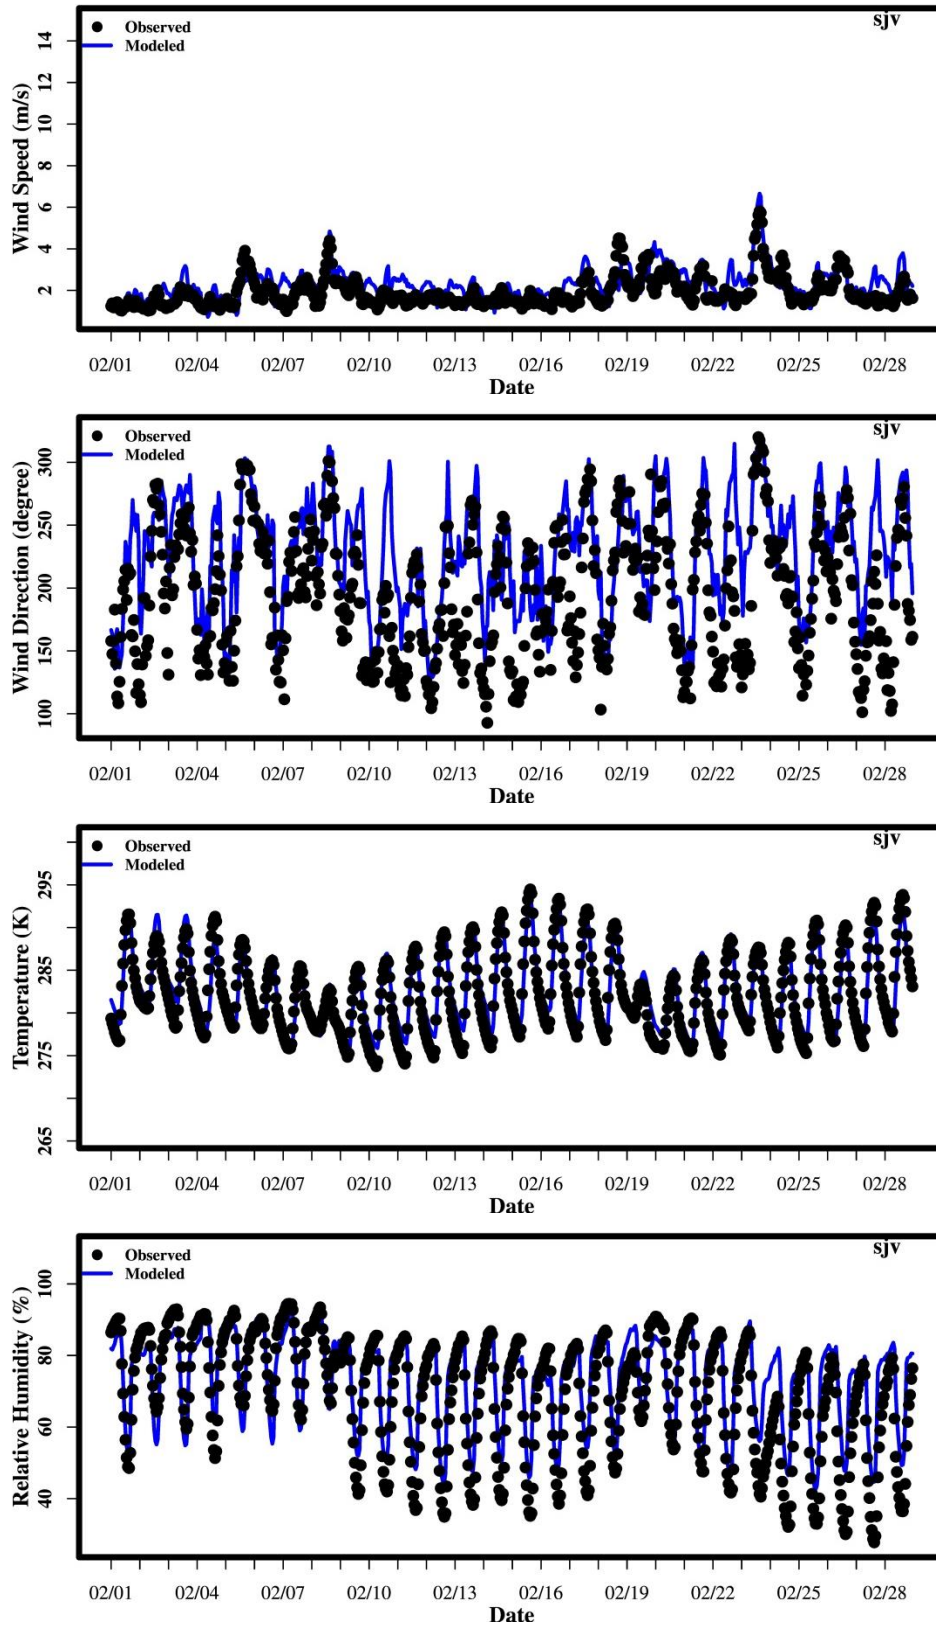 sjv
Observed
Modeled
Wind Speed (m/s)
14
12
10
8
6
4
2
02/01 02/04 02/07 02/10 02/13 02/16 02/19 02/22 02/25 02/28
Date
sjv
Observed
Modeled
Wind Direction (degree)
300
250
200
150
100
02/01 02/04 02/07 02/10 02/13 02/16 02/19 02/22 02/25 02/28
Date
sjv
Observed
Modeled
Temperature (K)
295
285
275
265
02/01 02/04 02/07 02/10 02/13 02/16 02/19 02/22 02/25 02/28
Date
sjv
Observed
Modeled
Relative Humidity (%)
100
80
60
40
02/01 02/04 02/07 02/10 02/13 02/16 02/19 02/22 02/25 02/28
Date